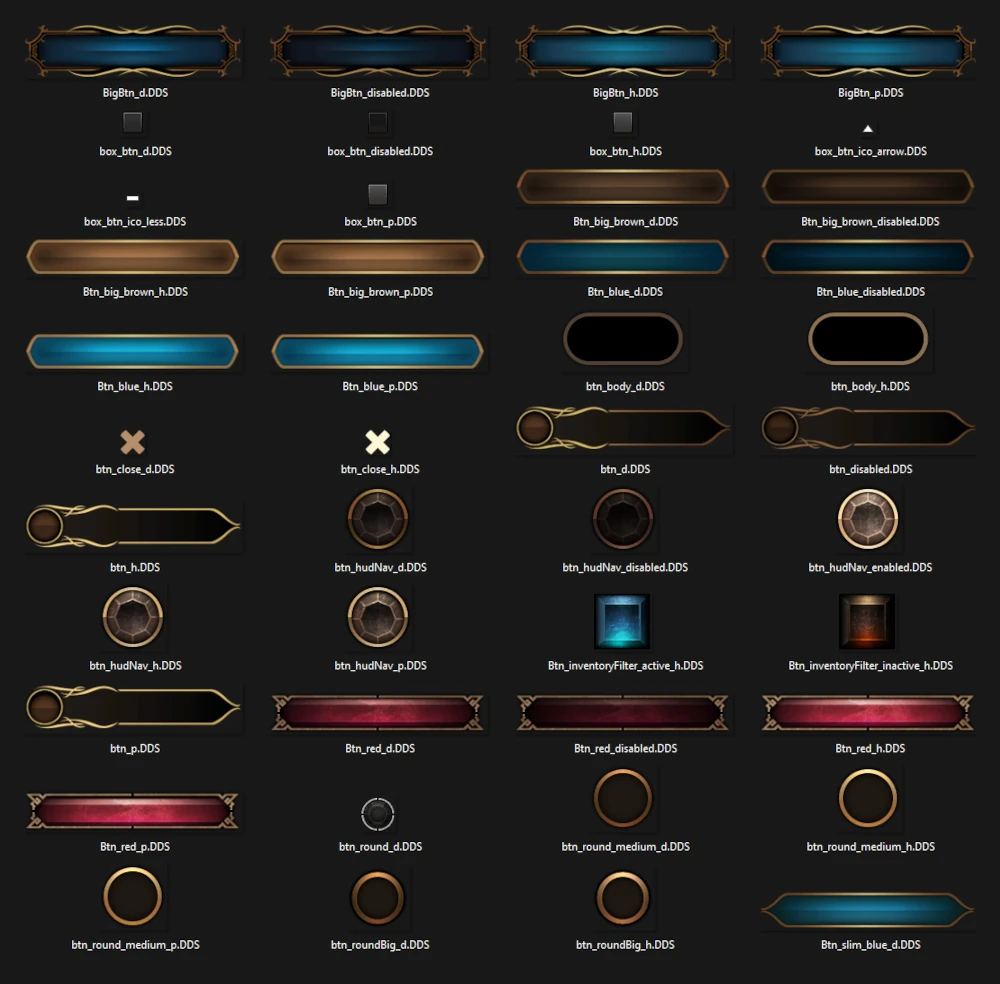 BigBtn_d.DDS
BigBtn_disabled.DDS
BigBtn_h.DDS
BigBtn_p.DDS
box_btn_d.DDS
box_btn_disabled.DDS
box_btn_h.DDS
box_btn_ico_arrow.DDS
box_btn_ico_less.DDS
box_btn_p.DDS
Btn_big_brown_d.DDS
Btn_big_brown_disabled.DDS
Btn_big_brown_h.DDS
Btn_big_brown_p.DDS
Btn_blue_d.DDS
Btn_blue_disabled.DDS
Btn_blue_h.DDS
Btn_blue_p.DDS
btn_body_d.DDS
btn_body_h.DDS
btn_close_d.DDS
btn_close_h.DDS
btn_d.DDS
btn_disabled.DDS
btn_h.DDS
btn_hudNav_d.DDS
btn_hudNav_disabled.DDS
btn_hudNav_enabled.DDS
btn_hudNav_h.DDS
btn_hudNav_p.DDS
Btn_inventoryFilter_active_h.DDS
Btn_inventoryFilter_inactive_h.DDS
btn_p.DDS
Btn_red_d.DDS
Btn_red_disabled.DDS
Btn_red_h.DDS
Btn_red_p.DDS
btn_round_d.DDS
btn_round_medium_d.DDS
btn_round_medium_h.DDS
btn_round_medium_p.DDS
btn_roundBig_d.DDS
btn_roundBig_h.DDS
Btn_slim_blue_d.DDS